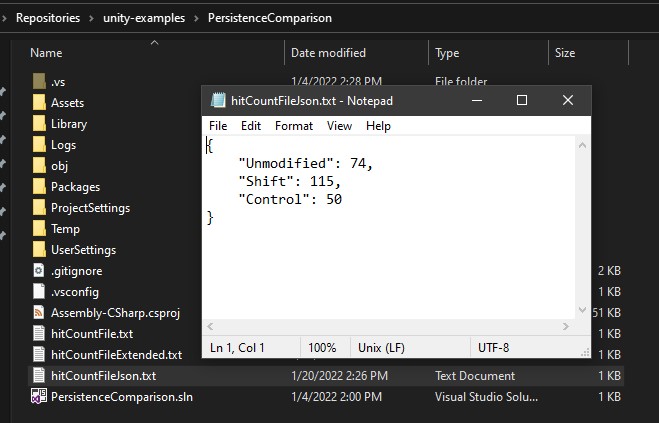 Repositories > unity-examples > PersistenceComparison
Name Date modified Type Size
.vs 1/4/2022 2:28 PM File folder
Assets
Library
Logs
obj
Packages
ProjectSettings
Temp
UserSettings
.gitignore 2 KB
.vsconfig 1 KB
Assembly-CSharp.csproj 51 KB
hitCountFile.txt 1 KB
hitCountFileExtended.txt 1 KB
hitCountFileJson.txt 1/20/2022 2:26 PM Text Document 1 KB
PersistenceComparison.sln 1/4/2022 2:00 PM Visual Studio Solu... 1 KB
hitCountFileJson.txt - Notepad
File Edit Format View Help
{
"Unmodified": 74,
"Shift": 115,
"Control": 50
}
Ln 1, Col 1 100% Unix (LF) UTF-8